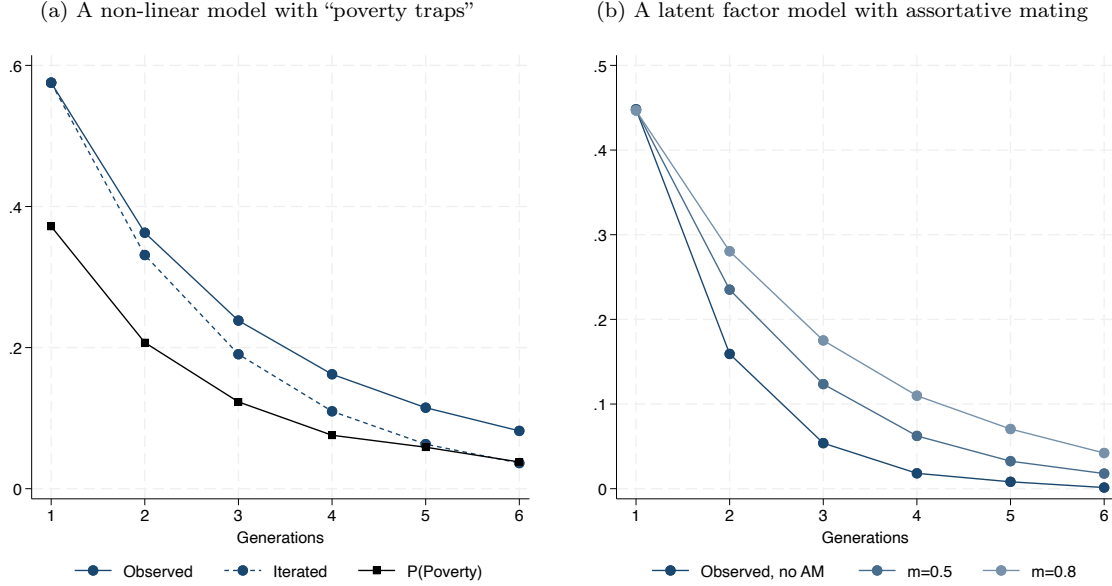 (a) A non-linear model with “poverty traps”
.6
.4
.2
0
1 2 3 4 5 6
Generations
Observed Iterated P(Poverty)
(b) A latent factor model with assortative mating
.5
.4
.3
.2
.1
0
1 2 3 4 5 6
Generations
Observed, no AM m=0.5 m=0.8